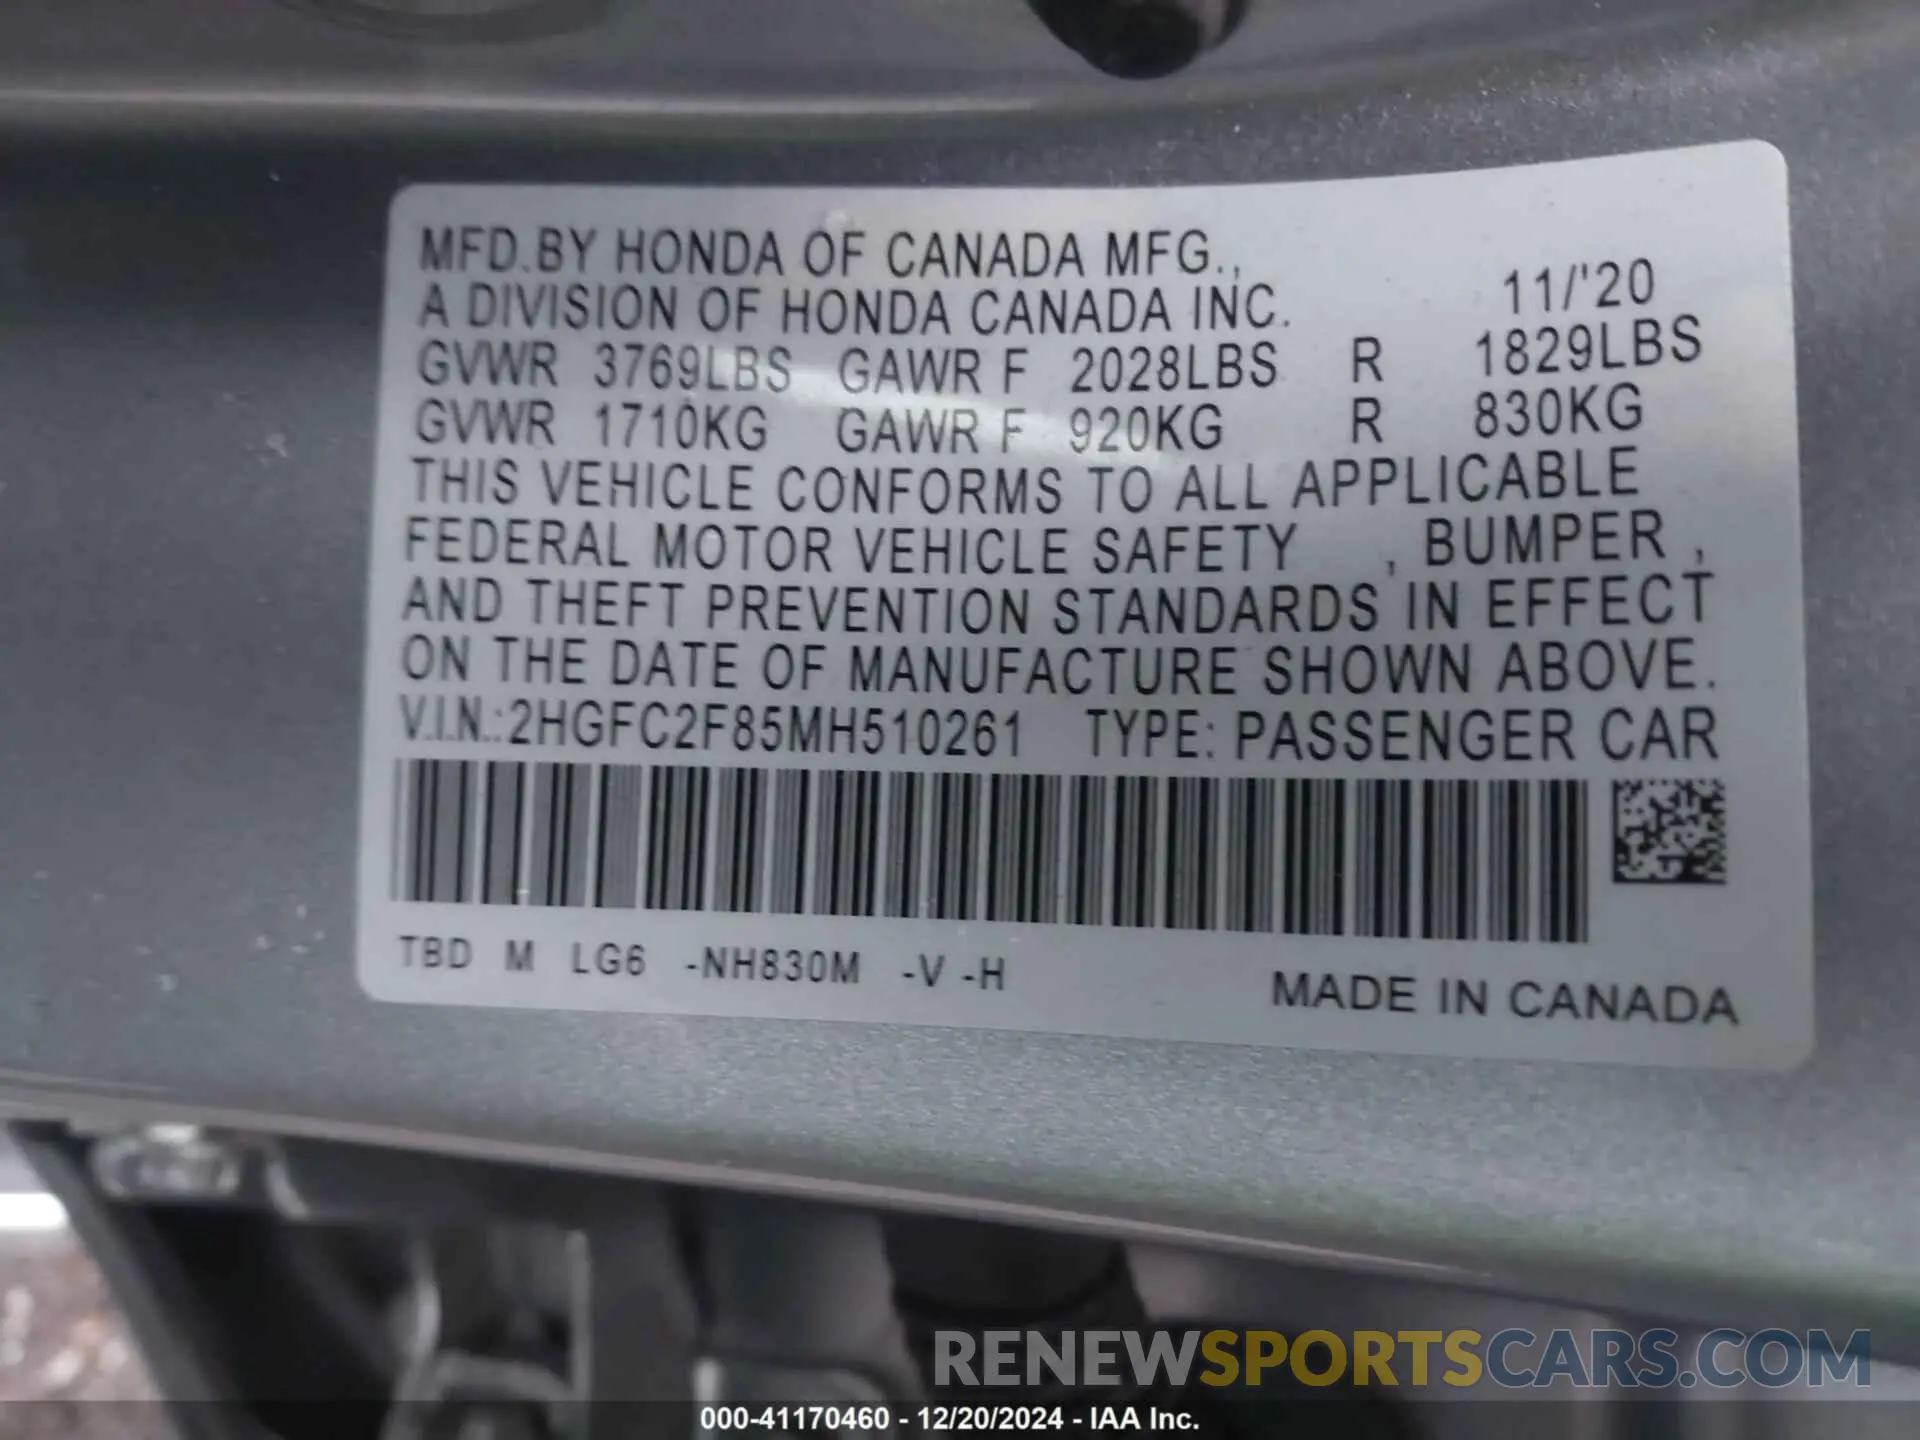 MFD.BY HONDA OF CANADA MFG.,
A DIVISION OF HONDA CANADA INC. 11/'20
GVWR 3769LBS GAWR F 2028LBS R 1829LBS
GVWR 1710KG GAWR F 920KG R 830KG
THIS VEHICLE CONFORMS TO ALL APPLICABLE
FEDERAL MOTOR VEHICLE SAFETY , BUMPER ,
AND THEFT PREVENTION STANDARDS IN EFFECT
ON THE DATE OF MANUFACTURE SHOWN ABOVE.
V.I.N.:2HGFC2F85MH510261 TYPE: PASSENGER CAR
TBD M LG6 -NH830M -V -H
MADE IN CANADA
RENEWSPORTSCARS.COM
000-41170460 - 12/20/2024 - IAA Inc.